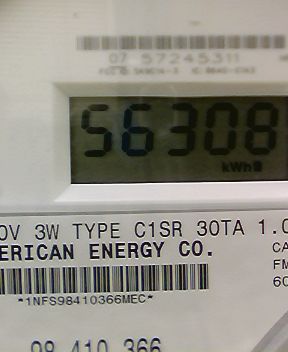 07 57245311
56308
kWh
0V 3W TYPE C1SR 30TA 1.0
ERICAN ENERGY CO.
CA
FM
60
*1NFS98410366MEC*
98 410 366